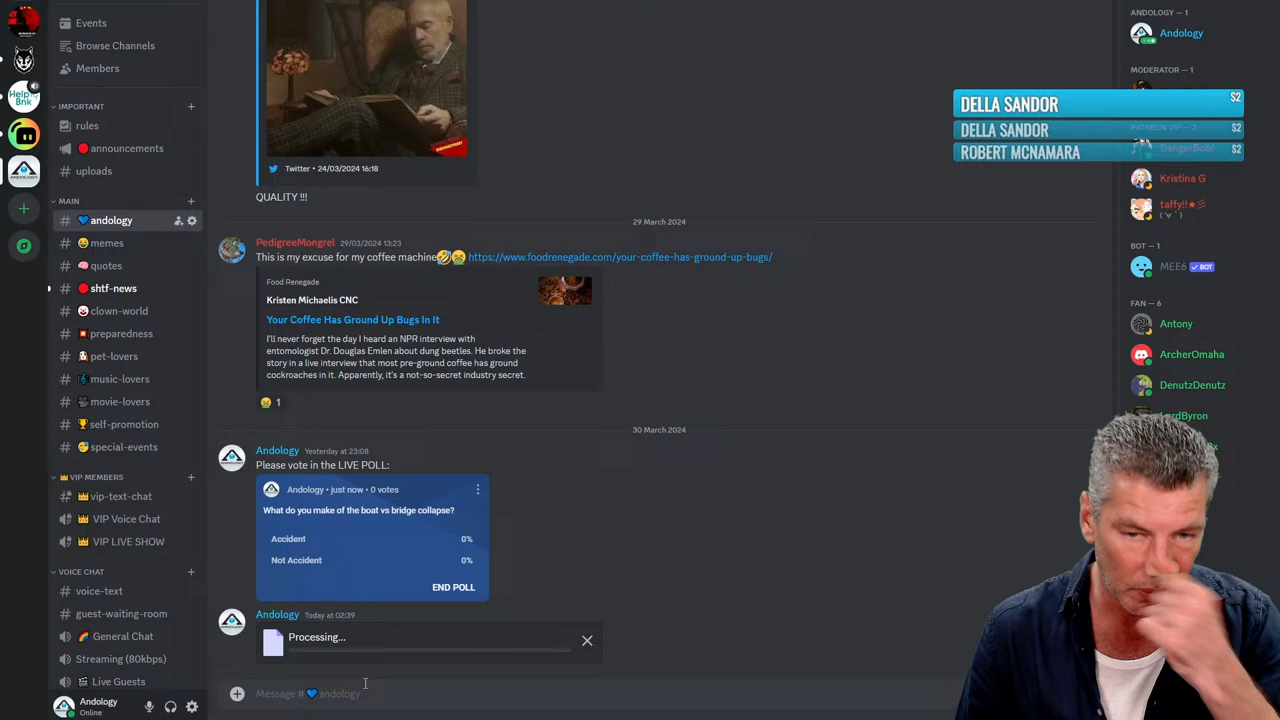 Events
Browse Channels
Members
IMPORTANT
rules
announcements
uploads
MAIN
andology
memes
quotes
shtf-news
clown-world
preparedness
pet-lovers
music-lovers
movie-lovers
self-promotion
special-events
VIP MEMBERS
vip-text-chat
VIP Voice Chat
VIP LIVE SHOW
VOICE CHAT
voice-text
guest-waiting-room
General Chat
Streaming (80kbps)
Live Guests
Andology
Online
Help
Bnk
Twitter • 24/03/2024 16:18
QUALITY !!!
29 March 2024
PedigreeMongrel 29/03/2024 13:23
This is my excuse for my coffee machine https://www.foodrenegade.com/your-coffee-has-ground-up-bugs/
Food Renegade
Kristen Michaelis CNC
Your Coffee Has Ground Up Bugs In It
I'll never forget the day I heard an NPR interview with
entomologist Dr. Douglas Emlen about dung beetles. He broke the
story in a live interview that most pre-ground coffee has ground
cockroaches in it. Apparently, it's a not-so-secret industry secret.
1
30 March 2024
Andology Yesterday at 23:08
Please vote in the LIVE POLL:
Andology • just now • 0 votes
What do you make of the boat vs bridge collapse?
Accident 0%
Not Accident 0%
END POLL
Andology Today at 02:39
Processing...
Message # andology
ANDOLOGY — 1
Andology
MODERATOR — 1
DELLA SANDOR $2
PATREON VIP — 2
DELLA SANDOR $2
DangerBob!
ROBERT MCNAMARA $2
Kristina G
taffy!!★彡
BOT — 1
MEE6 BOT
FAN — 6
Antony
ArcherOmaha
DenutzDenutz
LordByron